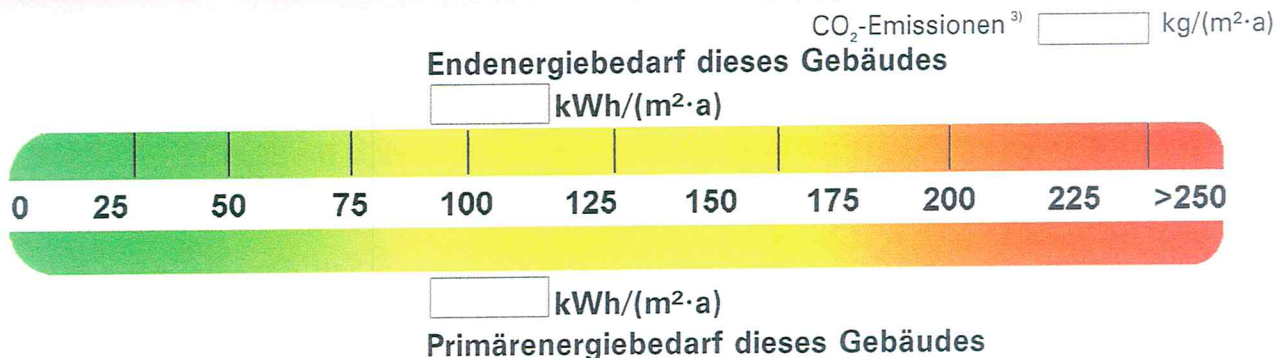 CO₂-Emissionen ³⁾ kg/(m²·a)
Endenergiebedarf dieses Gebäudes
kWh/(m²·a)
0 25 50 75 100 125 150 175 200 225 >250
kWh/(m²·a)
Primärenergiebedarf dieses Gebäudes